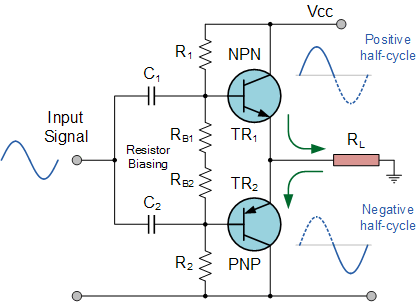 Vcc
R1
NPN
Positive
half-cycle
C1
Input
Signal
RB1
TR1
Resistor
Biasing
RL
RB2
TR2
C2
Negative
half-cycle
R2
PNP